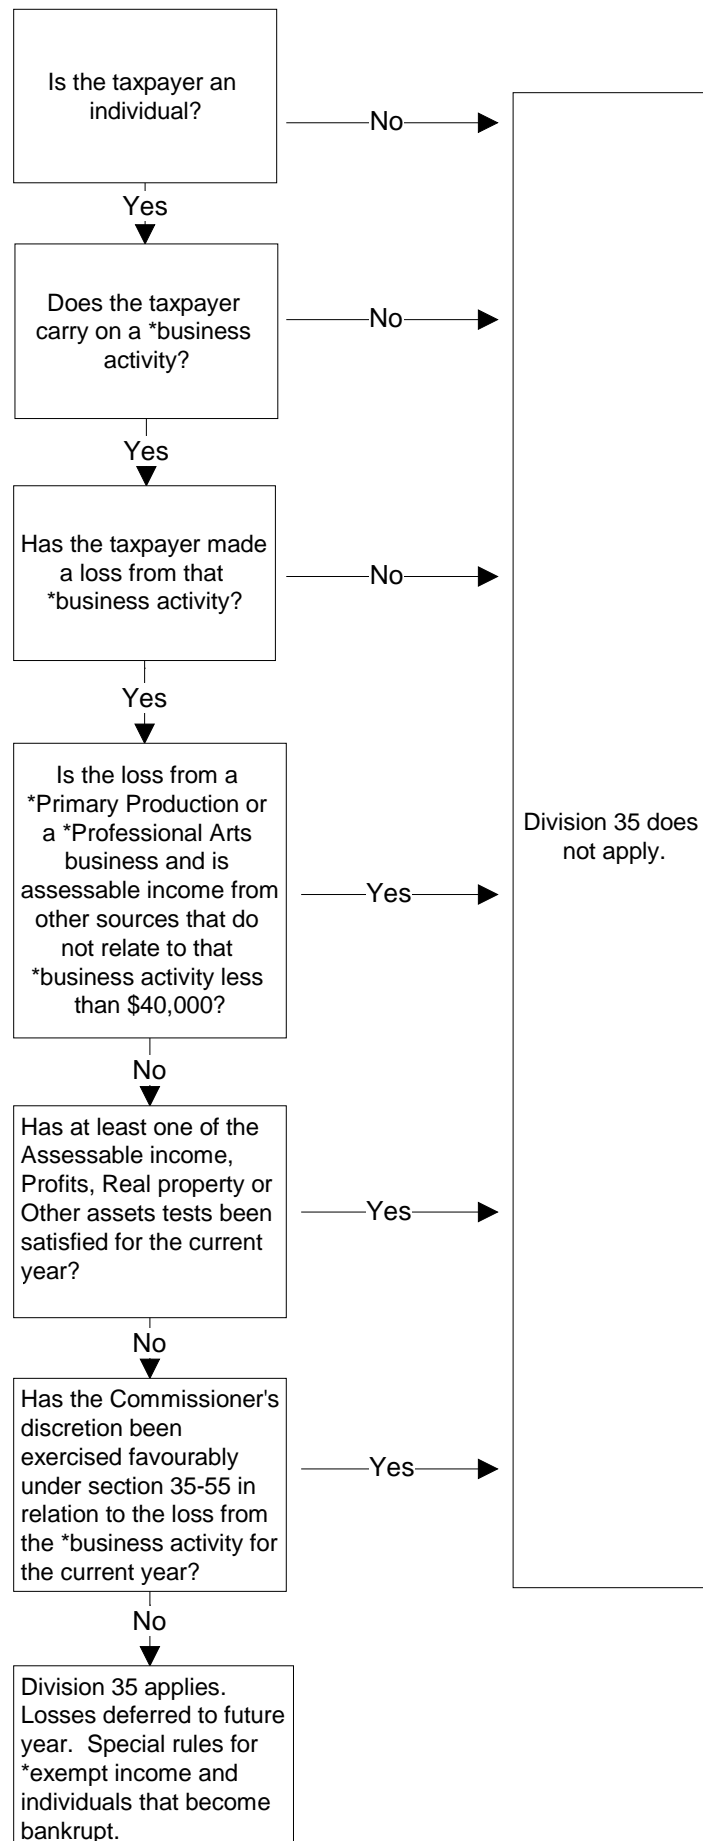 Is the taxpayer an
individual?
No
Yes
Does the taxpayer
carry on a *business
activity?
No
Yes
Has the taxpayer made
a loss from that
*business activity?
No
Yes
Is the loss from a
*Primary Production or
a *Professional Arts
business and is
assessable income from
other sources that do
not relate to that
*business activity less
than $40,000?
Yes
Division 35 does
not apply.
No
Has at least one of the
Assessable income,
Profits, Real property or
Other assets tests been
satisfied for the current
year?
Yes
No
Has the Commissioner's
discretion been
exercised favourably
under section 35-55 in
relation to the loss from
the *business activity for
the current year?
Yes
No
Division 35 applies.
Losses deferred to future
year.  Special rules for
*exempt income and
individuals that become
bankrupt.